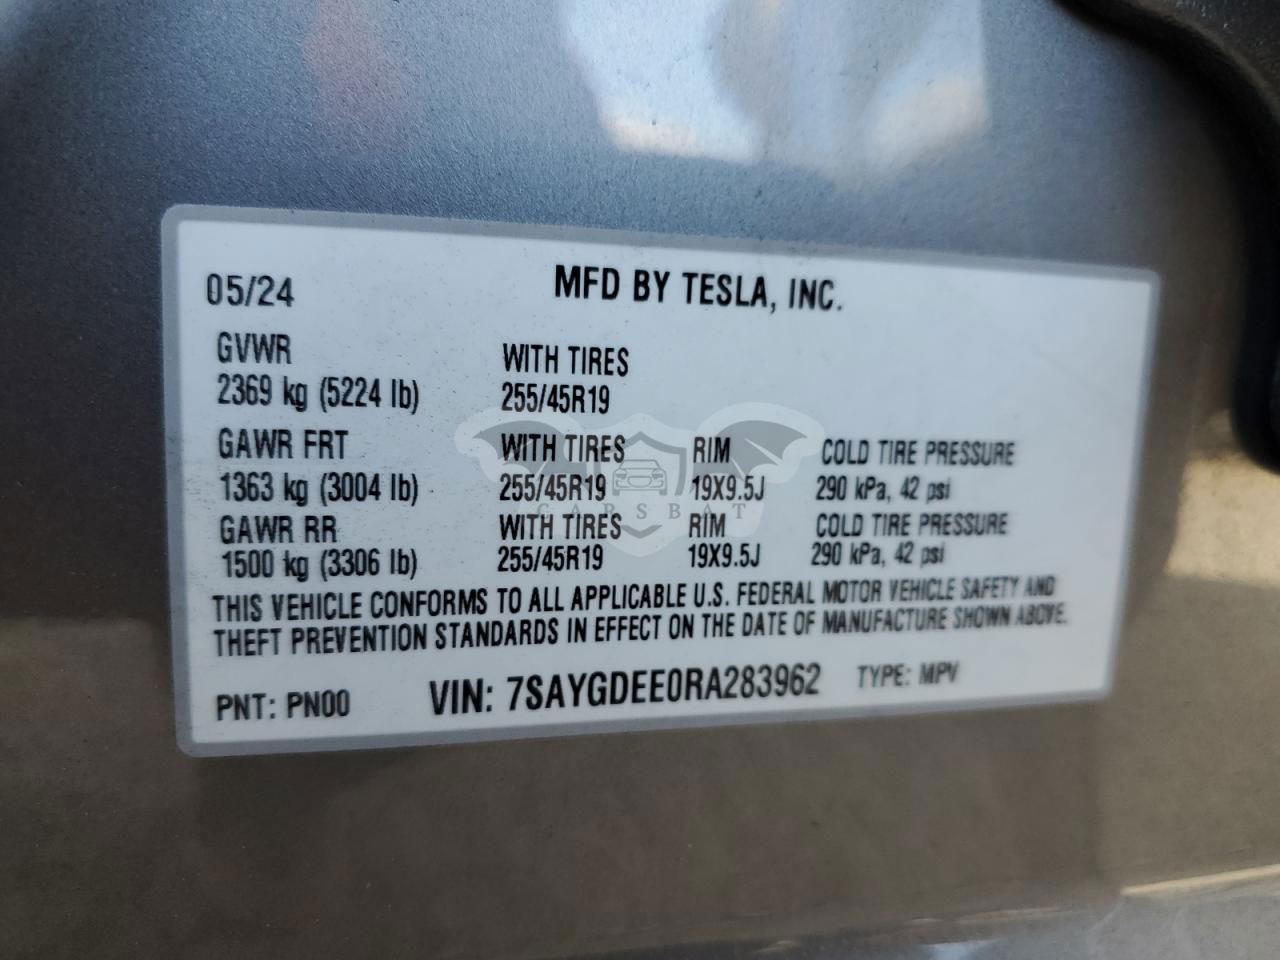 05/24 MFD BY TESLA, INC.
GVWR WITH TIRES
2369 kg (5224 lb) 255/45R19
GAWR FRT WITH TIRES RIM COLD TIRE PRESSURE
1363 kg (3004 lb) 255/45R19 19X9.5J 290 kPa, 42 psi
CARSBAT
GAWR RR WITH TIRES RIM COLD TIRE PRESSURE
1500 kg (3306 lb) 255/45R19 19X9.5J 290 kPa, 42 psi
THIS VEHICLE CONFORMS TO ALL APPLICABLE U.S. FEDERAL MOTOR VEHICLE SAFETY AND
THEFT PREVENTION STANDARDS IN EFFECT ON THE DATE OF MANUFACTURE SHOWN ABOVE.
PNT: PN00 VIN: 7SAYGDEE0RA283962 TYPE: MPV